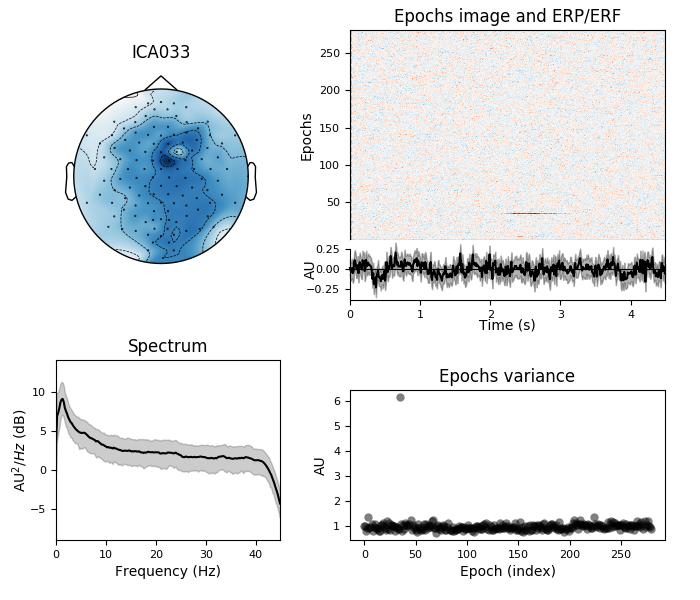 ICA033
Epochs image and ERP/ERF
Epochs
250
200
150
100
50
AU
0.25
0.00
−0.25
0 1 2 3 4
Time (s)
Spectrum
AU²/Hz (dB)
10
5
0
−5
0 10 20 30 40
Frequency (Hz)
Epochs variance
AU
6
5
4
3
2
1
0 50 100 150 200 250
Epoch (index)